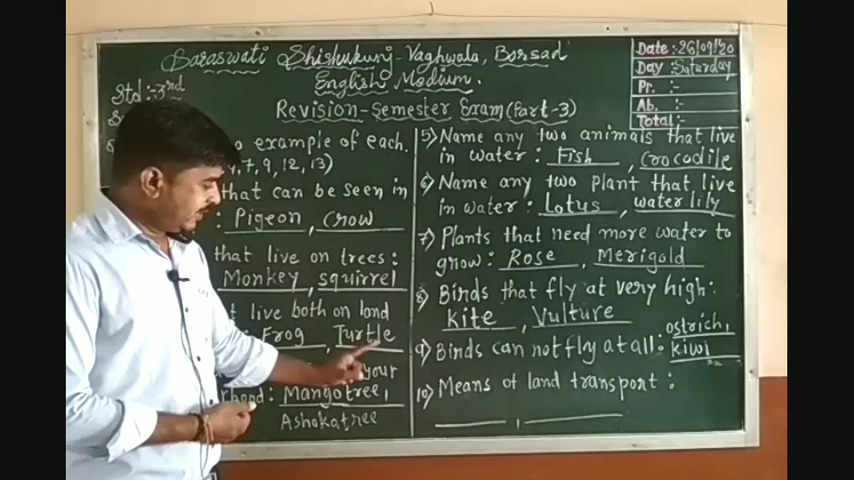 Saraswati Shishukunj-Vaghwala, Borsad
English Medium.
Revision-Semester Exam (Part-3)
Date :- 26/09/20
Day :- Saturday
Pr. :-
Ab. :-
Total :-
Std :- 3rd
o example of each.
7, 9, 12, 13)
that can be seen in
: Pigeon, crow
that live on trees :
Monkey, squirrel
t live both on land
Frog, Turtle
your
rhood: Mangotree,
Ashokatree
5) Name any two animals that live
in water : Fish, crocodile
6) Name any two plant that live
in water : Lotus, water lily
7) Plants that need more water to
grow : Rose, Merigold
8) Birds that fly at very high :
kite, Vulture
9) Birds can not fly at all : ostrich,
kiwi
10) Means of land transport :